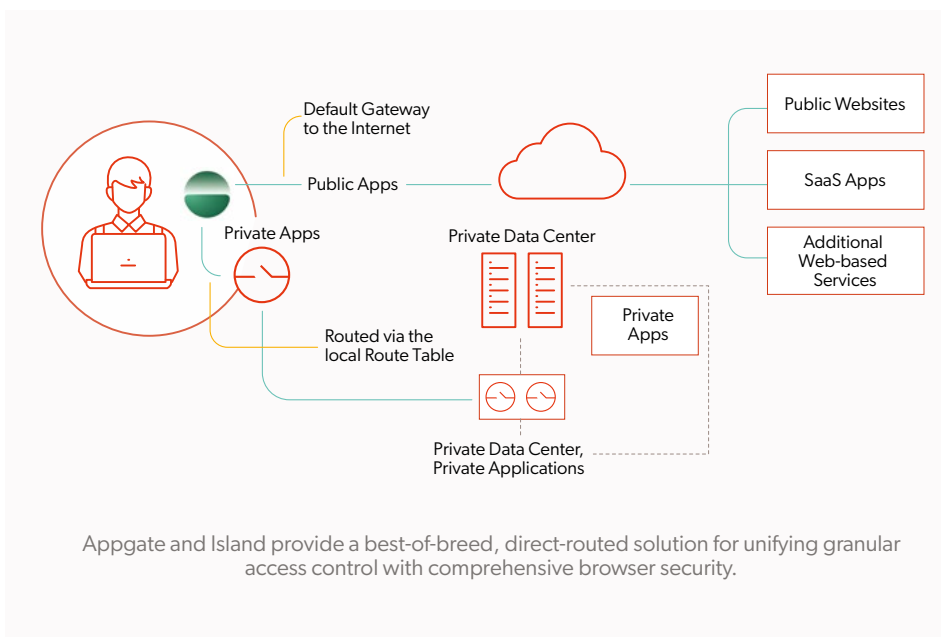 Default Gateway
to the Internet
Public Apps
Private Apps
Routed via the
local Route Table
Private Data Center
Private
Apps
Private Data Center,
Private Applications
Public Websites
SaaS Apps
Additional
Web-based
Services
Appgate and Island provide a best-of-breed, direct-routed solution for unifying granular
access control with comprehensive browser security.